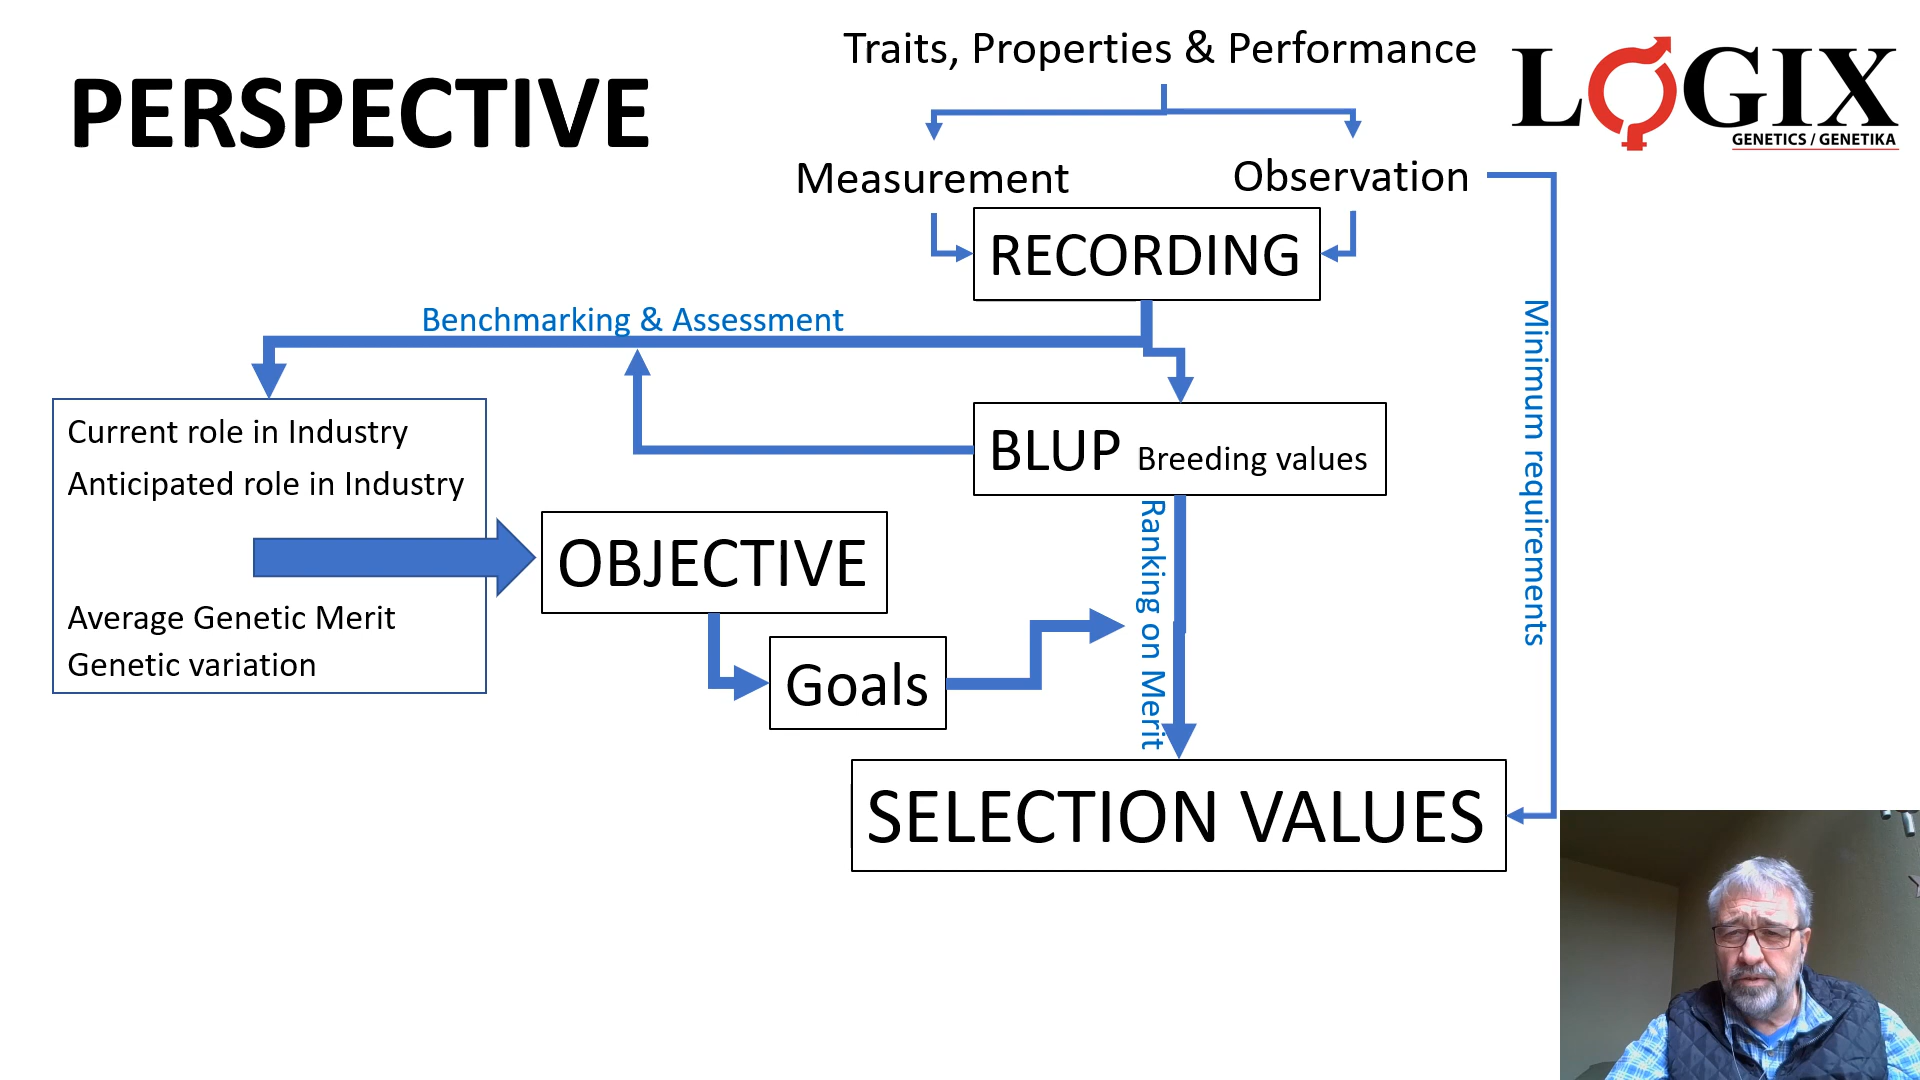 PERSPECTIVE
Traits, Properties & Performance
LOGIX
GENETICS / GENETIKA
Measurement
Observation
RECORDING
Benchmarking & Assessment
Minimum requirements
Current role in Industry
Anticipated role in Industry
Average Genetic Merit
Genetic variation
BLUP Breeding values
OBJECTIVE
Ranking on Merit
Goals
SELECTION VALUES